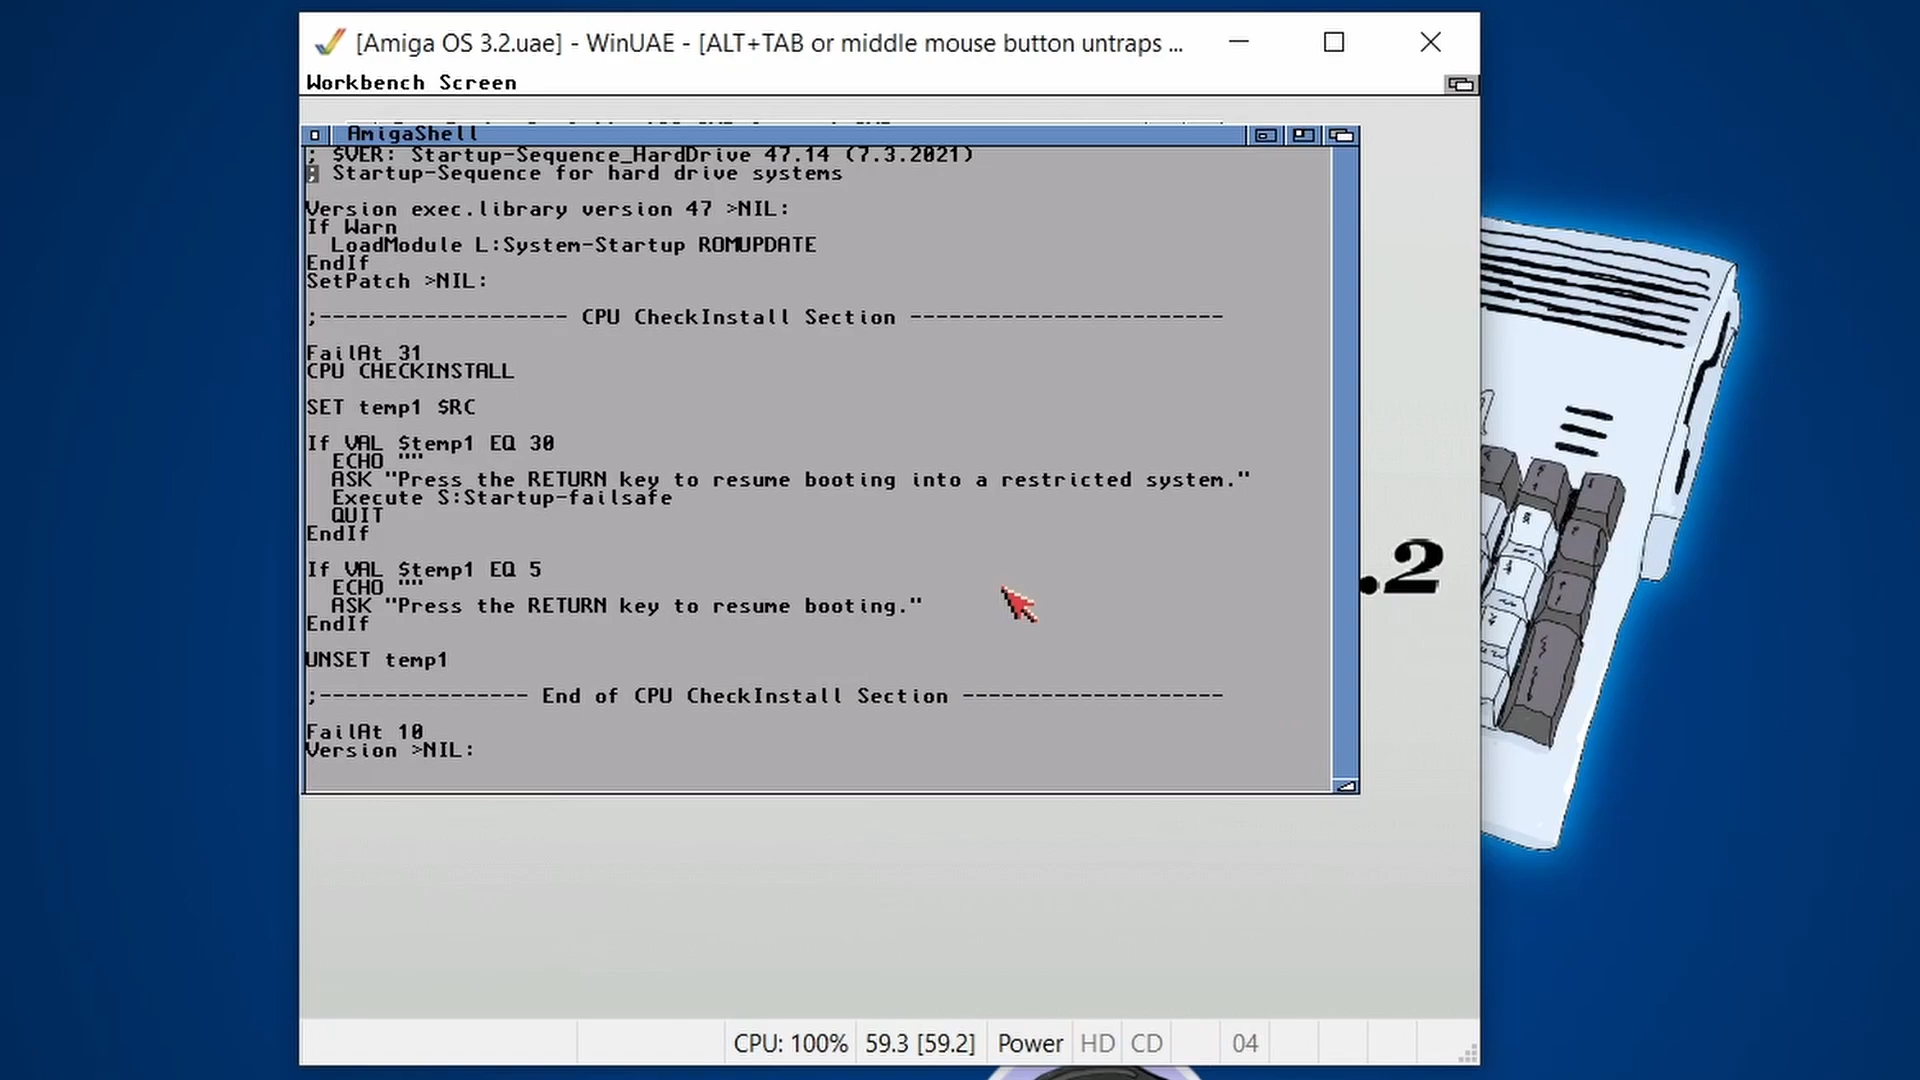 [Amiga OS 3.2.uae] - WinUAE - [ALT+TAB or middle mouse button untraps ...
Workbench Screen
AmigaShell
; $VER: Startup-Sequence_HardDrive 47.14 (7.3.2021)
; Startup-Sequence for hard drive systems
Version exec.library version 47 >NIL:
If Warn
LoadModule L:System-Startup ROMUPDATE
EndIf
SetPatch >NIL:
;------------------- CPU CheckInstall Section ------------------------
FailAt 31
CPU CHECKINSTALL
SET temp1 $RC
If VAL $temp1 EQ 30
ECHO ""
ASK "Press the RETURN key to resume booting into a restricted system."
Execute S:Startup-failsafe
QUIT
EndIf
If VAL $temp1 EQ 5
ECHO ""
ASK "Press the RETURN key to resume booting."
EndIf
UNSET temp1
;---------------- End of CPU CheckInstall Section --------------------
FailAt 10
Version >NIL:
.2
CPU: 100% 59.3 [59.2] Power HD CD 04